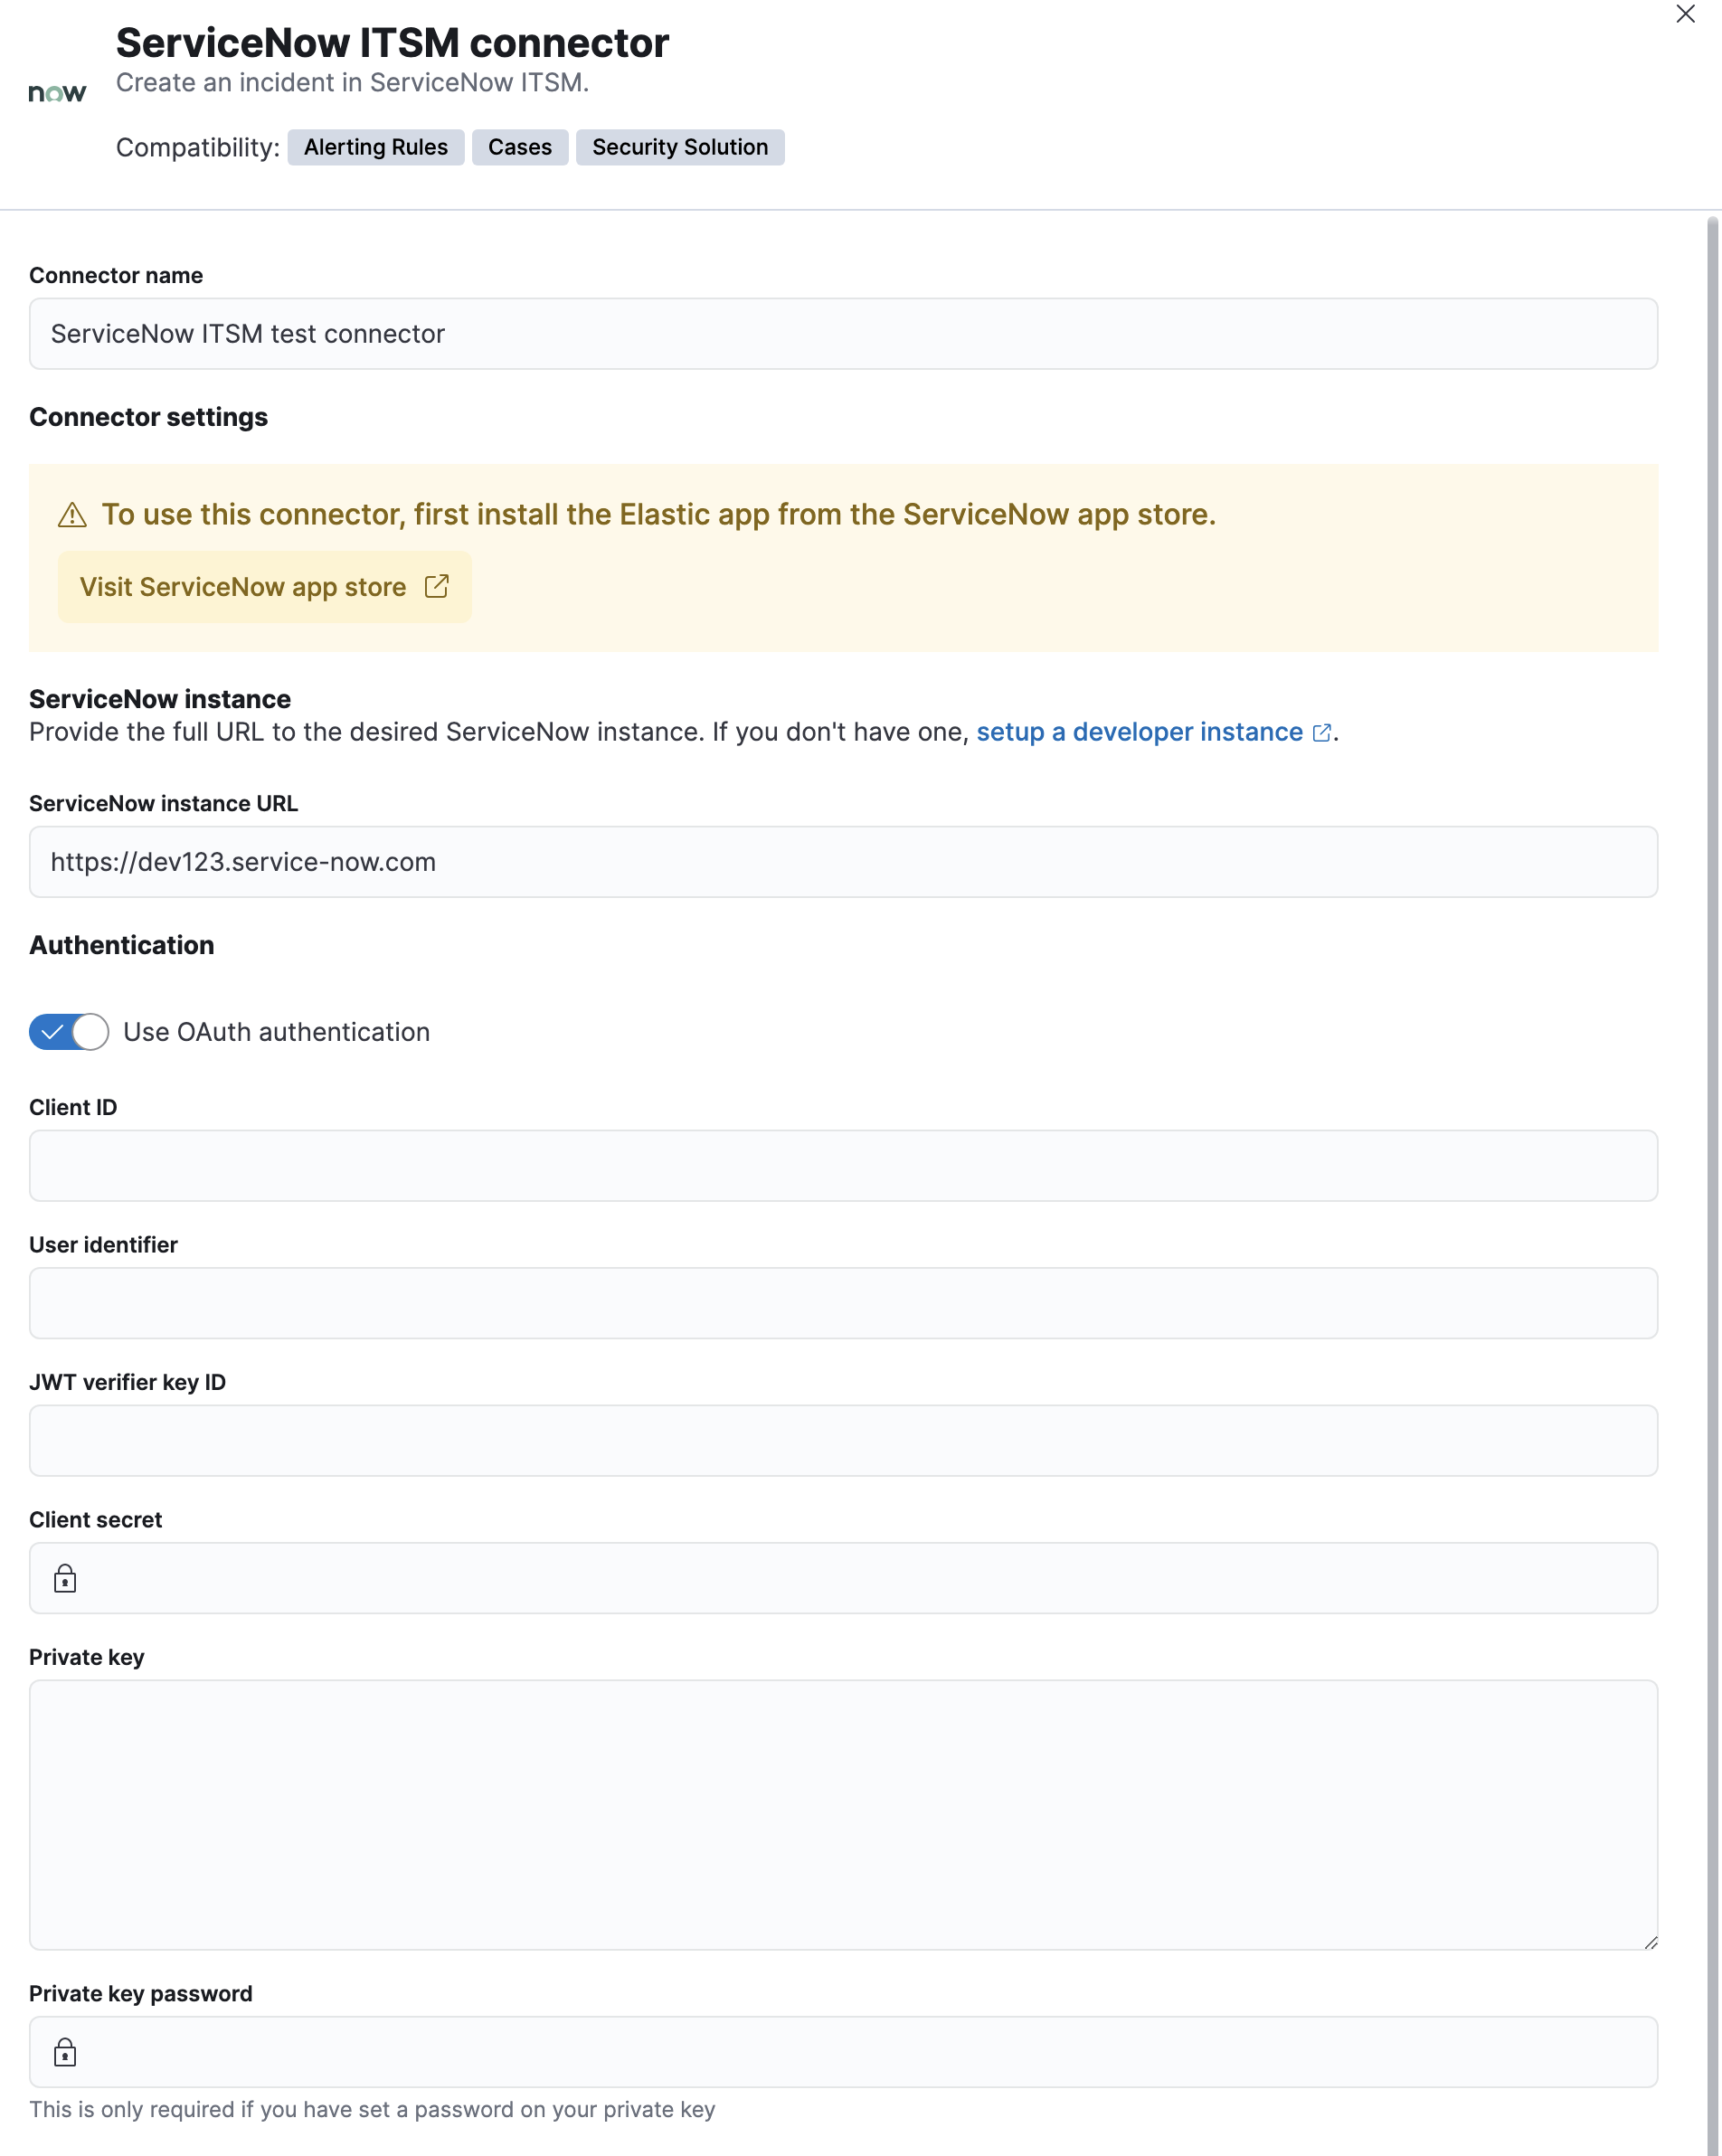 ServiceNow ITSM connector
now
Create an incident in ServiceNow ITSM.
Compatibility: Alerting Rules Cases Security Solution
Connector name
ServiceNow ITSM test connector
Connector settings
To use this connector, first install the Elastic app from the ServiceNow app store.
Visit ServiceNow app store
ServiceNow instance
Provide the full URL to the desired ServiceNow instance. If you don't have one, setup a developer instance.
ServiceNow instance URL
https://dev123.service-now.com
Authentication
Use OAuth authentication
Client ID
User identifier
JWT verifier key ID
Client secret
Private key
Private key password
This is only required if you have set a password on your private key